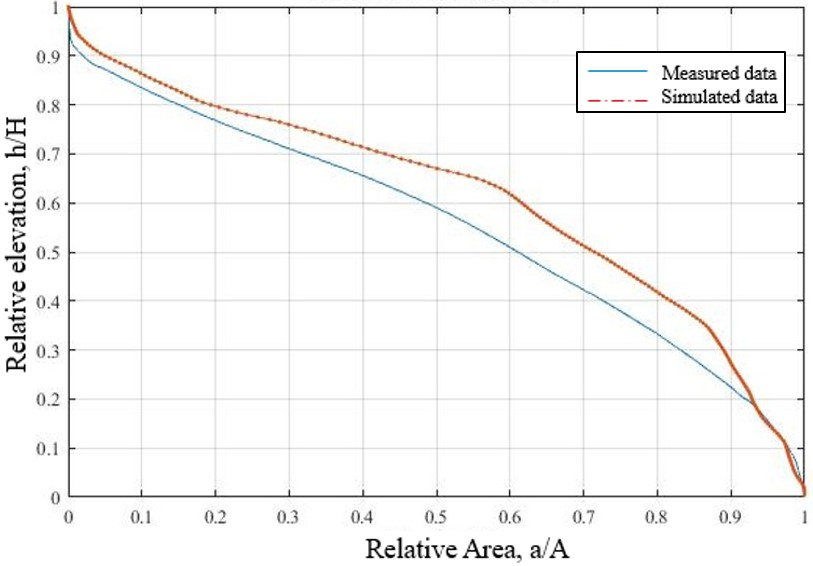 1
0.9
0.8
0.7
0.6
0.5
0.4
0.3
0.2
0.1
0
Relative elevation, h/H
Measured data
Simulated data
0 0.1 0.2 0.3 0.4 0.5 0.6 0.7 0.8 0.9 1
Relative Area, a/A